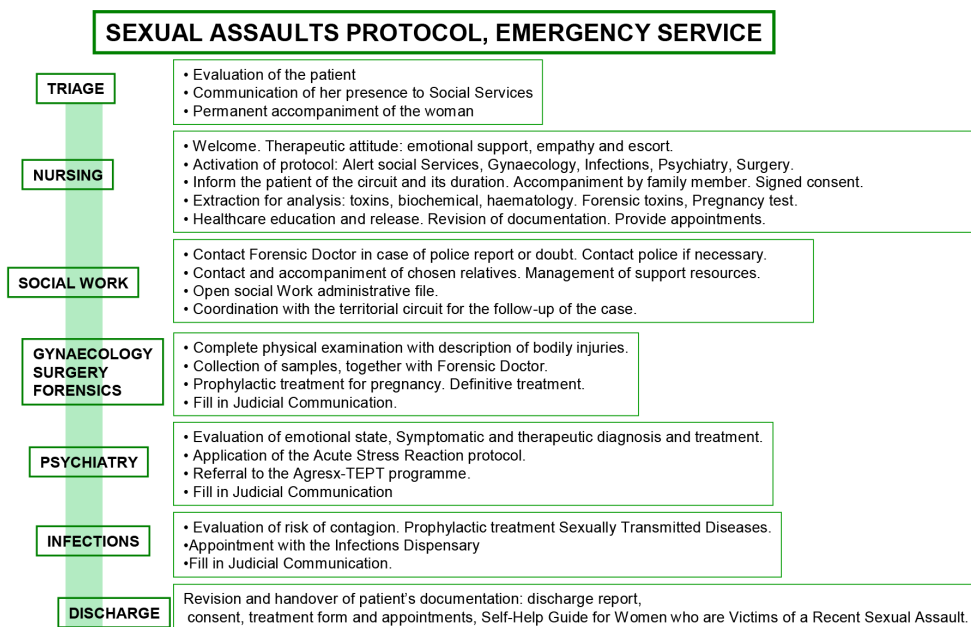 SEXUAL ASSAULTS PROTOCOL, EMERGENCY SERVICE
TRIAGE
• Evaluation of the patient
• Communication of her presence to Social Services
• Permanent accompaniment of the woman
NURSING
• Welcome. Therapeutic attitude: emotional support, empathy and escort.
• Activation of protocol: Alert social Services, Gynaecology, Infections, Psychiatry, Surgery.
• Inform the patient of the circuit and its duration. Accompaniment by family member. Signed consent.
• Extraction for analysis: toxins, biochemical, haematology. Forensic toxins, Pregnancy test.
• Healthcare education and release. Revision of documentation. Provide appointments.
SOCIAL WORK
• Contact Forensic Doctor in case of police report or doubt. Contact police if necessary.
• Contact and accompaniment of chosen relatives. Management of support resources.
• Open social Work administrative file.
• Coordination with the territorial circuit for the follow-up of the case.
GYNAECOLOGY
SURGERY
FORENSICS
• Complete physical examination with description of bodily injuries.
• Collection of samples, together with Forensic Doctor.
• Prophylactic treatment for pregnancy. Definitive treatment.
• Fill in Judicial Communication.
PSYCHIATRY
• Evaluation of emotional state, Symptomatic and therapeutic diagnosis and treatment.
• Application of the Acute Stress Reaction protocol.
• Referral to the Agresx-TEPT programme.
• Fill in Judicial Communication
INFECTIONS
• Evaluation of risk of contagion. Prophylactic treatment Sexually Transmitted Diseases.
•Appointment with the Infections Dispensary
•Fill in Judicial Communication.
DISCHARGE
Revision and handover of patient's documentation: discharge report,
consent, treatment form and appointments, Self-Help Guide for Women who are Victims of a Recent Sexual Assault.